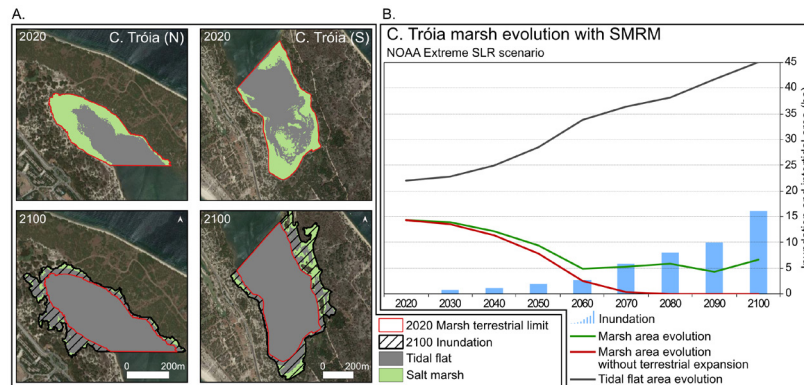 A.
C. Tróia (N)
2020
C. Tróia (S)
2020
2100
0 200m
2100
0 200m
2020 Marsh terrestrial limit
2100 Inundation
Tidal flat
Salt marsh
B.
C. Tróia marsh evolution with SMRM
NOAA Extreme SLR scenario
45
40
35
30
25
20
15
10
5
0
2020 2030 2040 2050 2060 2070 2080 2090 2100
Inundation
Marsh area evolution
Marsh area evolution
without terrestrial expansion
Tidal flat area evolution